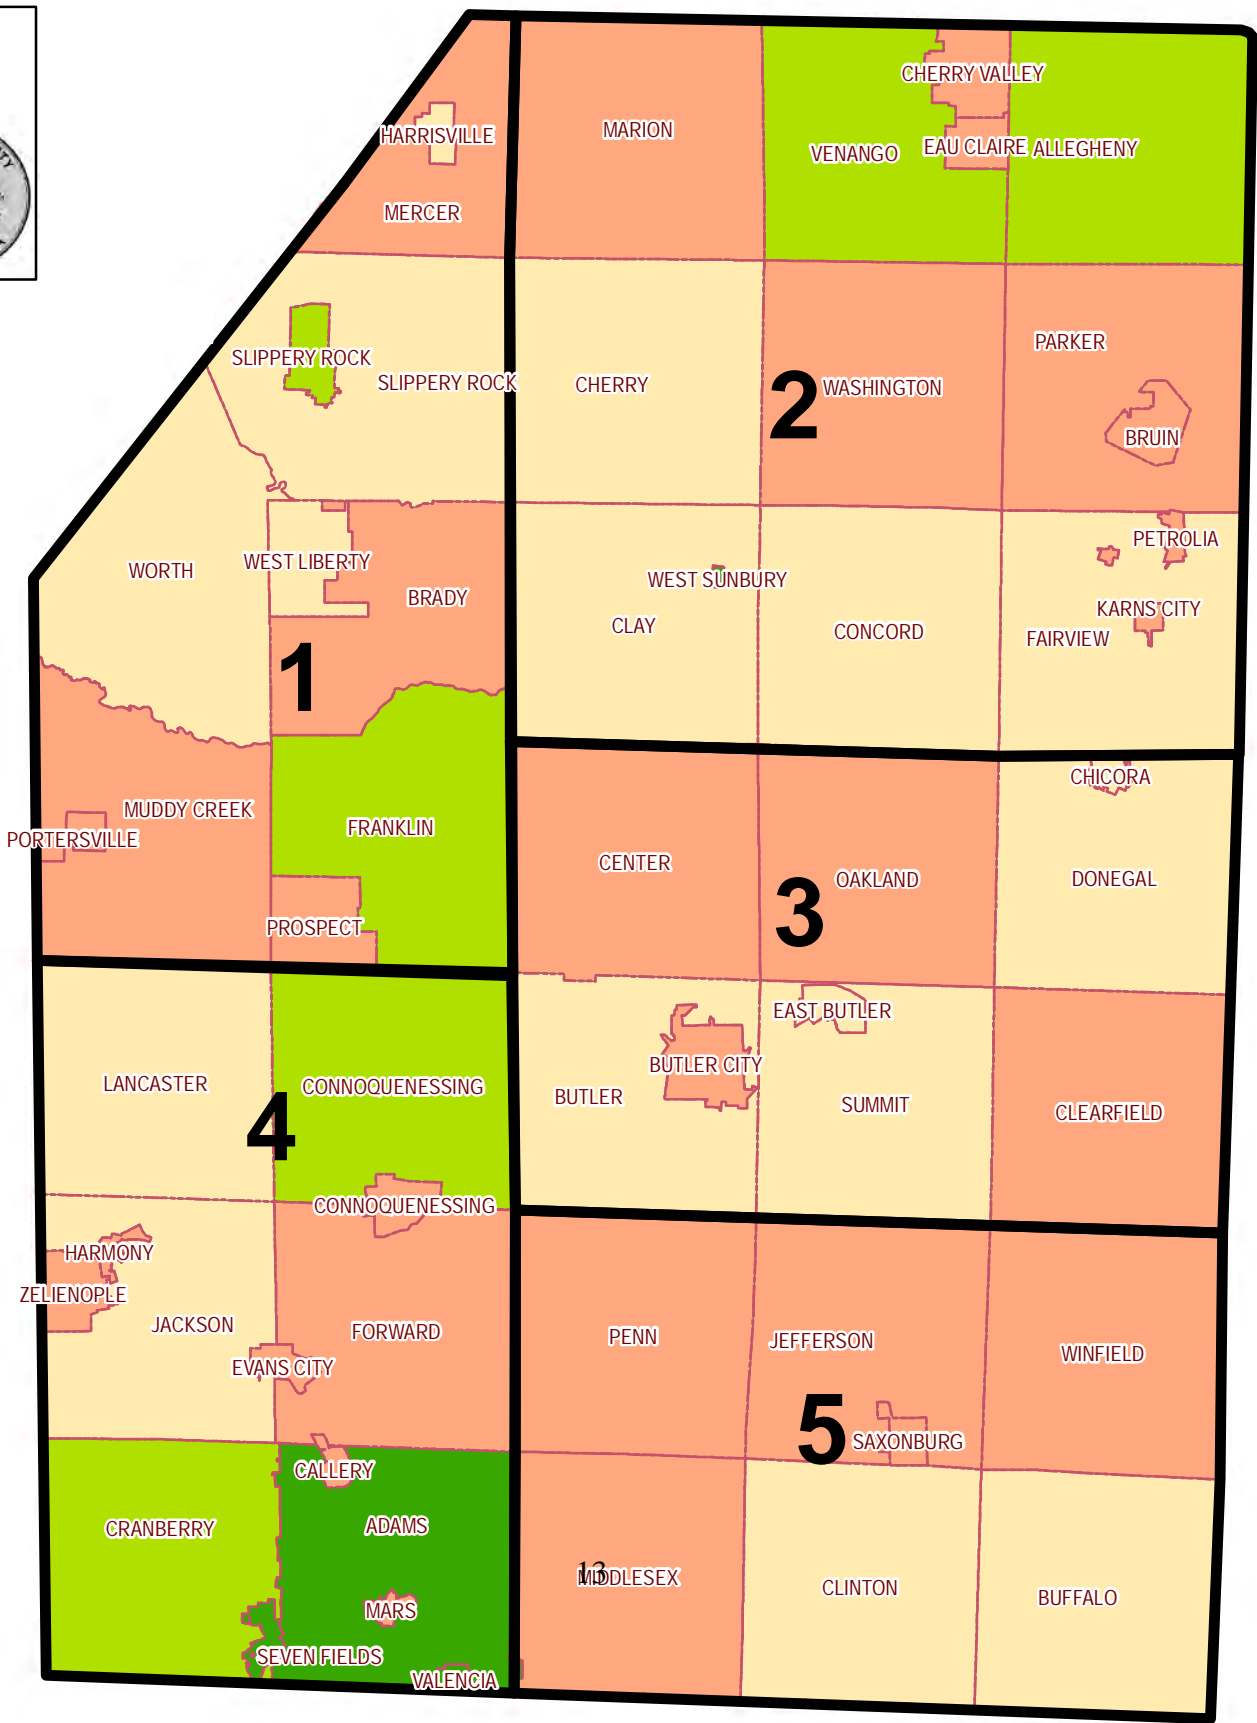 CHERRY VALLEY
HARRISVILLE
MARION
VENANGO
EAU CLAIRE
ALLEGHENY
MERCER
SLIPPERY ROCK
SLIPPERY ROCK
CHERRY
2
WASHINGTON
PARKER
BRUIN
WORTH
WEST LIBERTY
BRADY
WEST SUNBURY
CLAY
CONCORD
PETROLIA
KARNS CITY
FAIRVIEW
1
MUDDY CREEK
PORTERSVILLE
FRANKLIN
PROSPECT
CENTER
3
OAKLAND
CHICORA
DONEGAL
LANCASTER
CONNOQUENESSING
4
BUTLER
BUTLER CITY
EAST BUTLER
SUMMIT
CLEARFIELD
CONNOQUENESSING
HARMONY
ZELIENOPLE
JACKSON
FORWARD
EVANS CITY
PENN
JEFFERSON
WINFIELD
5
SAXONBURG
CALLERY
CRANBERRY
ADAMS
MARS
SEVEN FIELDS
VALENCIA
13
MIDDLESEX
CLINTON
BUFFALO